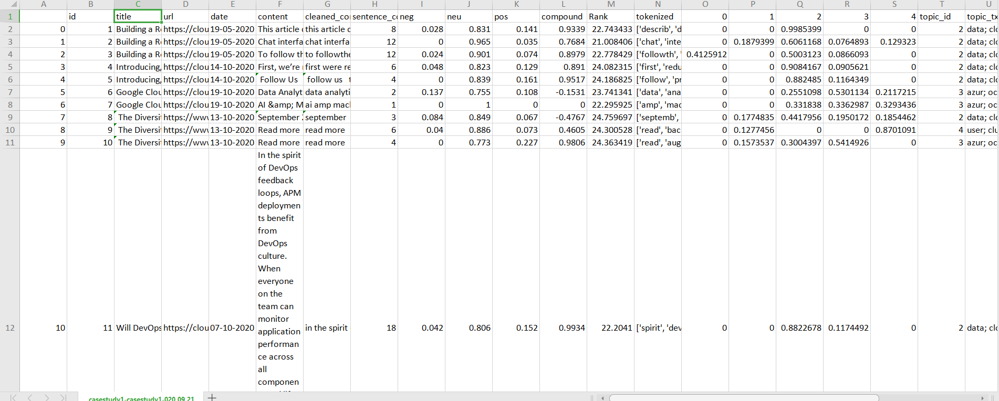 A B C D E F G H I J K L M N O P Q R S T U
1 id title url date content cleaned_co sentence_c neg neu pos compound Rank tokenized 0 1 2 3 4 topic_id topic_tx
2 0 1 Building a R https://clou 19-05-2020 This article this article c 8 0.028 0.831 0.141 0.9339 22.743433 ['describ', 'd 0 0 0.9985399 0 0 2 data; clo
3 1 2 Building a R https://clou 19-05-2020 Chat interfa chat interfa 12 0 0.965 0.035 0.7684 21.008406 ['chat', 'inte 0 0.1879399 0.6061168 0.0764893 0.129323 2 data; clo
4 2 3 Building a R https://clou 19-05-2020 To follow th to followthe 12 0.024 0.901 0.074 0.8979 22.778429 ['followth', ' 0.4125912 0 0.5003123 0.0866093 0 2 data; clo
5 3 4 Introducing, https://clou 14-10-2020 First, we're first were re 6 0.048 0.823 0.129 0.891 24.082315 ['first', 'redu 0 0 0.9084167 0.0905621 0 2 data; clo
6 4 5 Introducing, https://clou 14-10-2020 Follow Us follow us t 4 0 0.839 0.161 0.9517 24.186825 ['follow', 'pr 0 0 0.882485 0.1164349 0 2 data; clo
7 5 6 Google Clou https://clou 19-10-2020 Data Analyt data analyti 2 0.137 0.755 0.108 -0.1531 23.741341 ['data', 'ana 0 0 0.2551098 0.5301134 0.2117215 3 azur; oc
8 6 7 Google Clou https://clou 19-10-2020 AI &amp; M ai amp macl 1 0 1 0 0 22.295925 ['amp', 'mac 0 0 0.331838 0.3362987 0.3293436 3 azur; oc
9 7 8 The Diversi https://www 13-10-2020 September september 3 0.084 0.849 0.067 -0.4767 24.759697 ['septemb', 0 0.1774835 0.4417956 0.1950172 0.1854462 2 data; clo
10 8 9 The Diversi https://www 13-10-2020 Read more read more 6 0.04 0.886 0.073 0.4605 24.300528 ['read', 'bac 0 0.1277456 0 0 0.8701091 4 user; clu
11 9 10 The Diversi https://www 13-10-2020 Read more read more 4 0 0.773 0.227 0.9806 24.363419 ['read', 'aug 0 0.1573537 0.3004397 0.5414926 0 3 azur; oc
In the spirit
of DevOps
feedback
loops, APM
deploymen
ts benefit
from
DevOps
culture.
When
everyone
on the
team can
monitor
application
performan
ce across
all
componen
12 10 11 Will DevOps https://clou 07-10-2020 in the spirit 18 0.042 0.806 0.152 0.9934 22.2041 ['spirit', 'dev 0 0 0.8822678 0.1174492 0 2 data; clo
casestudy1-casestudy1-020 09 21